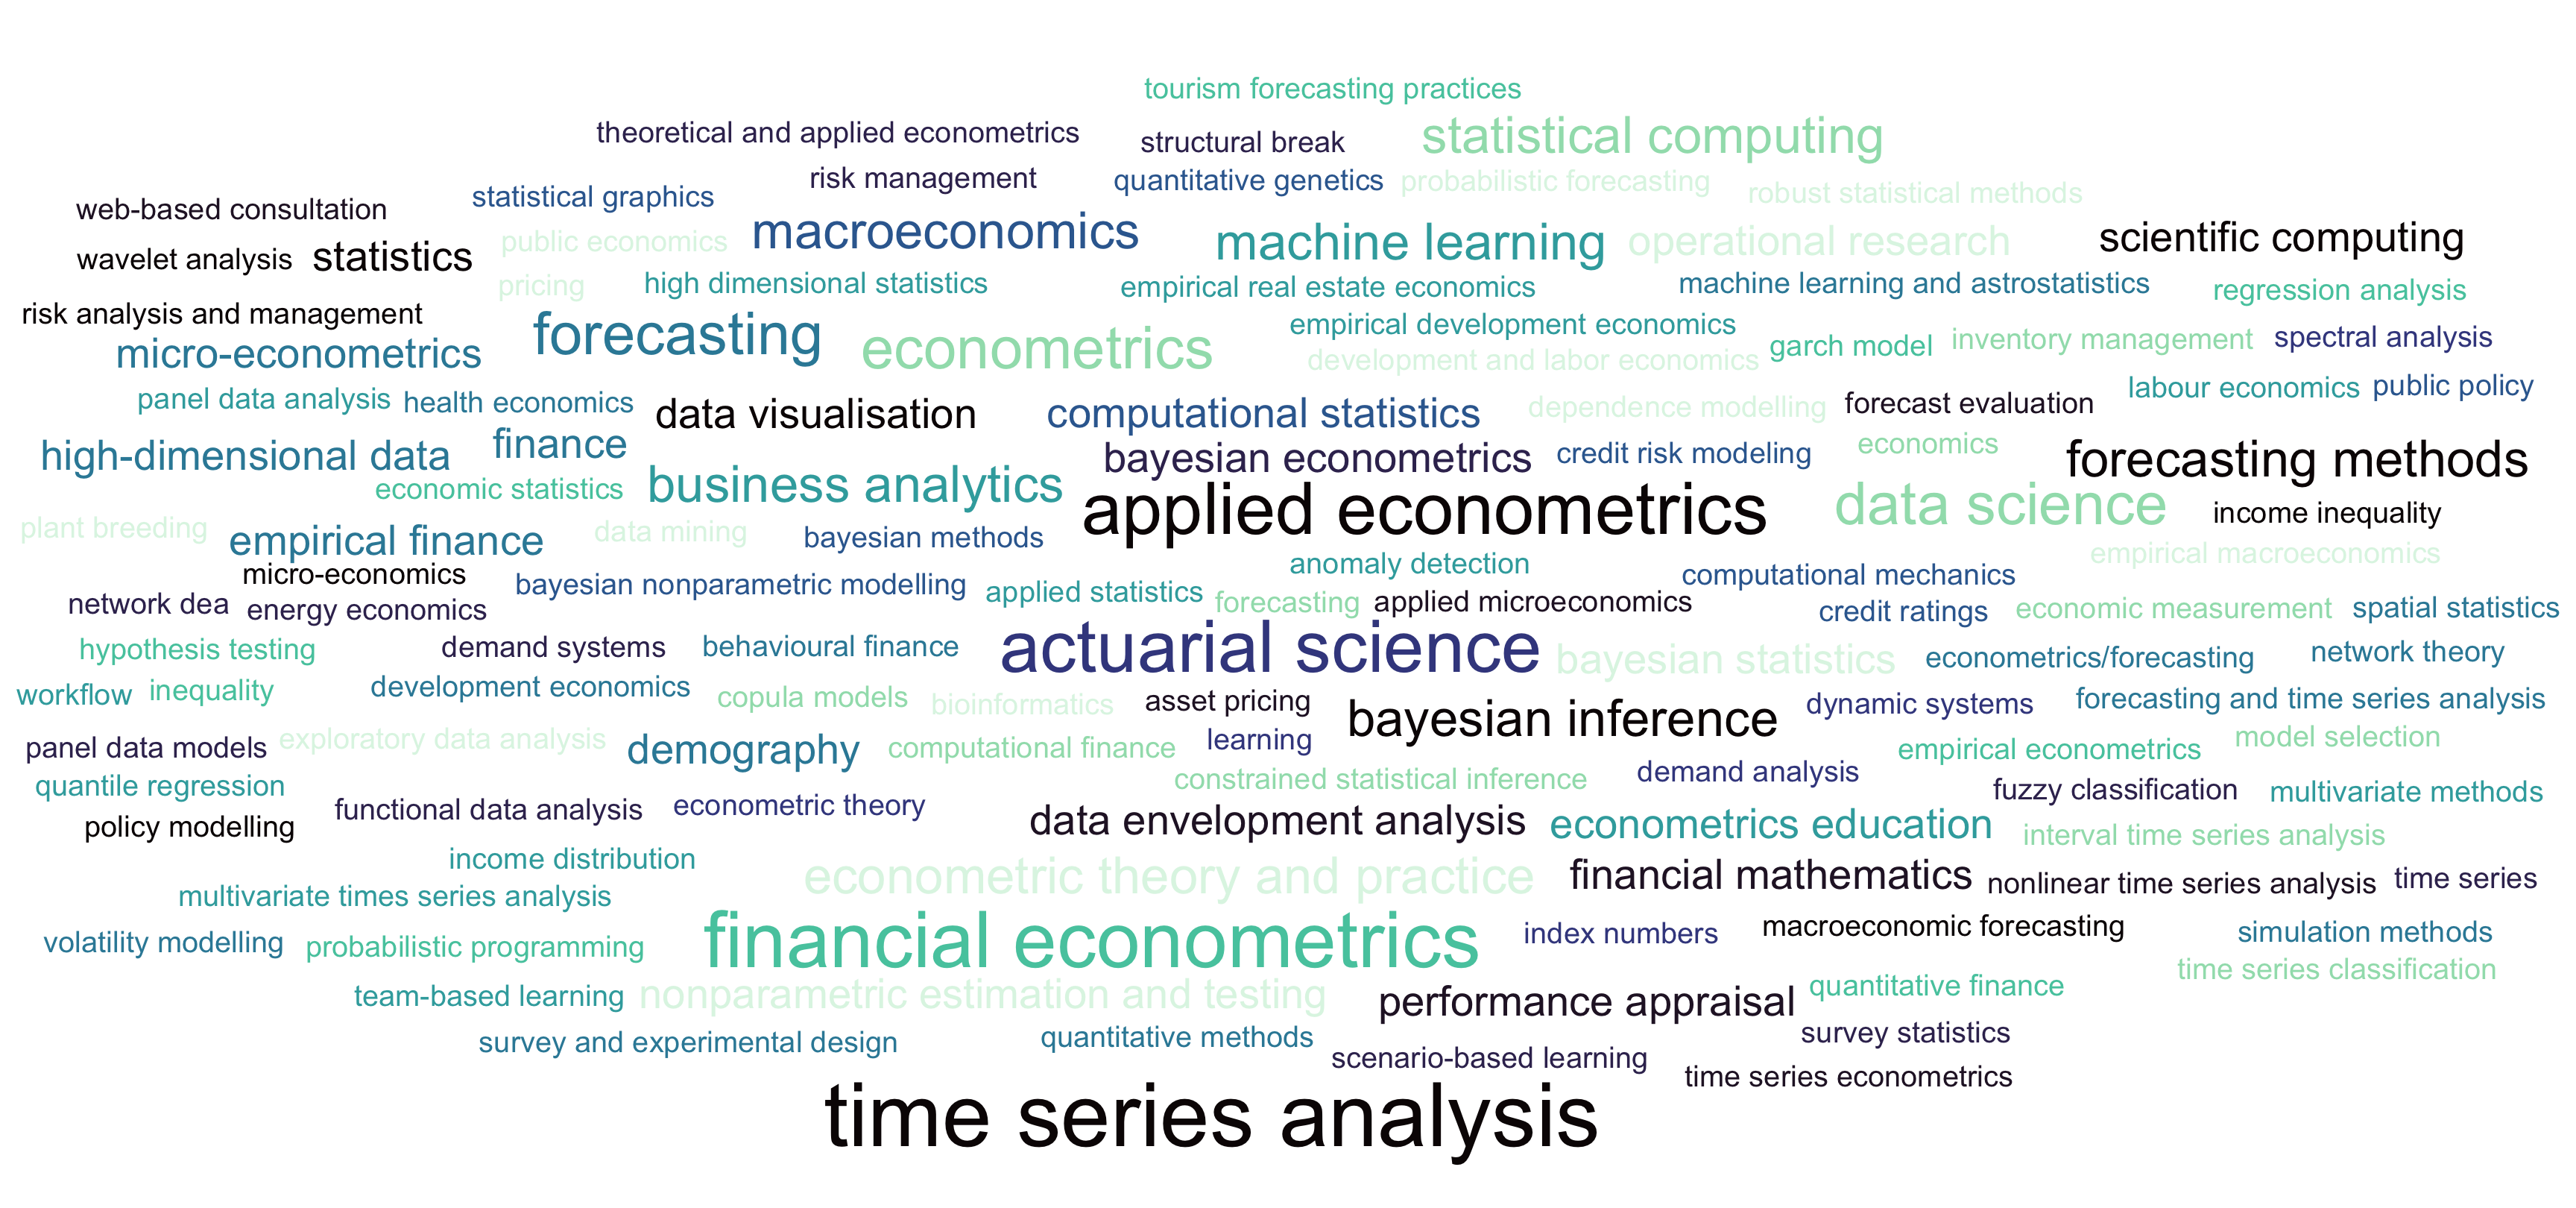 tourism forecasting practices
theoretical and applied econometrics
structural break
statistical computing
risk management
quantitative genetics
probabilistic forecasting
robust statistical methods
web-based consultation
statistical graphics
macroeconomics
machine learning
operational research
scientific computing
wavelet analysis
statistics
public economics
pricing
high dimensional statistics
empirical real estate economics
machine learning and astrostatistics
regression analysis
risk analysis and management
forecasting
econometrics
empirical development economics
garch model
inventory management
spectral analysis
micro-econometrics
development and labor economics
panel data analysis
health economics
data visualisation
computational statistics
dependence modelling
forecast evaluation
labour economics
public policy
high-dimensional data
finance
bayesian econometrics
credit risk modeling
economics
forecasting methods
economic statistics
business analytics
applied econometrics
data science
income inequality
plant breeding
empirical finance
data mining
bayesian methods
anomaly detection
empirical macroeconomics
micro-economics
bayesian nonparametric modelling
applied statistics
forecasting
applied microeconomics
computational mechanics
network dea
energy economics
credit ratings
economic measurement
spatial statistics
hypothesis testing
demand systems
behavioural finance
actuarial science
bayesian statistics
econometrics/forecasting
network theory
workflow
inequality
development economics
copula models
bioinformatics
asset pricing
bayesian inference
dynamic systems
forecasting and time series analysis
panel data models
exploratory data analysis
demography
computational finance
learning
empirical econometrics
model selection
quantile regression
constrained statistical inference
demand analysis
fuzzy classification
multivariate methods
policy modelling
functional data analysis
econometric theory
data envelopment analysis
econometrics education
interval time series analysis
income distribution
econometric theory and practice
financial mathematics
nonlinear time series analysis
time series
multivariate times series analysis
volatility modelling
probabilistic programming
financial econometrics
index numbers
macroeconomic forecasting
simulation methods
time series classification
team-based learning
nonparametric estimation and testing
performance appraisal
quantitative finance
survey and experimental design
quantitative methods
survey statistics
scenario-based learning
time series econometrics
time series analysis